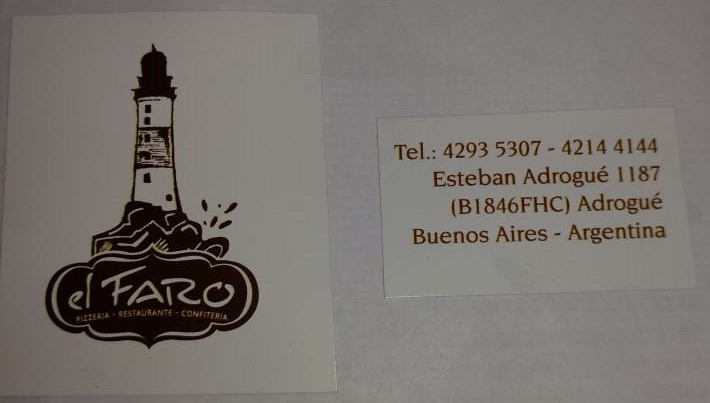 el FARO
PIZZERIA - RESTAURANTE - CONFITERIA
Tel.: 4293 5307 - 4214 4144
Esteban Adrogué 1187
(B1846FHC) Adrogué
Buenos Aires - Argentina